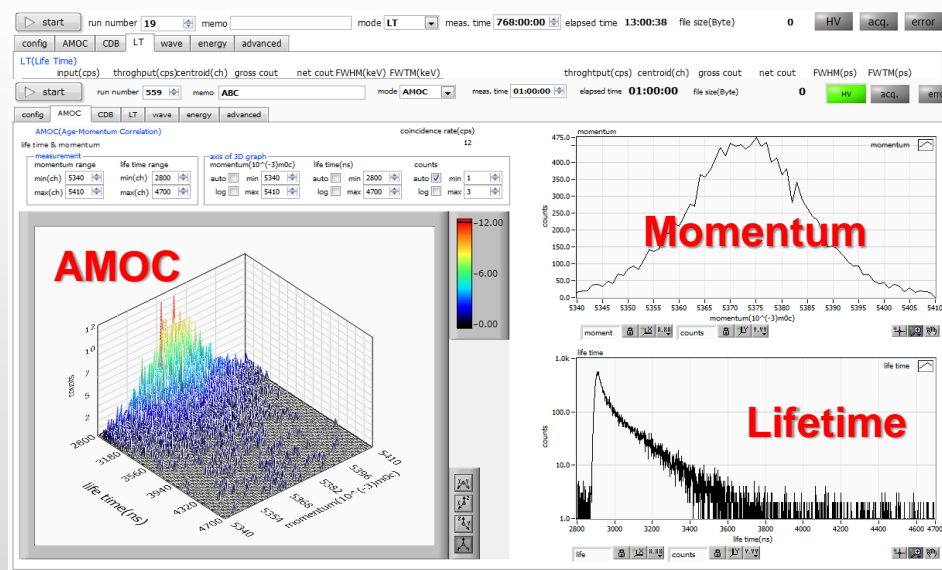 start run number 19 memo mode LT meas. time 768:00:00 elapsed time 13:00:38 file size(Byte) 0 HV acq. error
config AMOC CDB LT wave energy advanced
LT(Life Time)
input(cps) throghput(cps)centroid(ch) gross cout net cout FWHM(keV) FWTM(keV) throghtput(cps) centroid(ch) gross cout net cout FWHM(ps) FWTM(ps)
start run number 559 memo ABC mode AMOC meas. time 01:00:00 elapsed time 01:00:00 file size(Byte) 0 HV acq. erro
config AMOC CDB LT wave energy advanced
AMOC(Age-Momentum Correlation) coincidence rate(cps)
life time & momentum 12
measurement axis of 3D graph
momentum range life time range momentum(10^(-3)m0c) life time(ns) counts
min(ch) 5340 min(ch) 2800 auto min 5340 auto min 2800 auto min 1
max(ch) 5410 max(ch) 4700 log max 5410 log max 4700 log max 3
AMOC
12
10
7
5
2
counts
2800
3180
3560
3940
4320
4700
life time(ns)
5340
5354
5368
5382
5396
5410
momentum(10^(-3)m0c)
12.00
6.00
0.00
momentum
momentum
475.0
400.0
350.0
300.0
250.0
200.0
150.0
100.0
50.0
0.0
counts
Momentum
5340 5345 5350 5355 5360 5365 5370 5375 5380 5385 5390 5395 5400 5405 5410
momentum(10^(-3)m0c)
moment counts
life time
life time
1.0k
100.0
10.0
1.0
counts
Lifetime
2800 3000 3200 3400 3600 3800 4000 4200 4400 4600 4700
life time(ns)
life counts